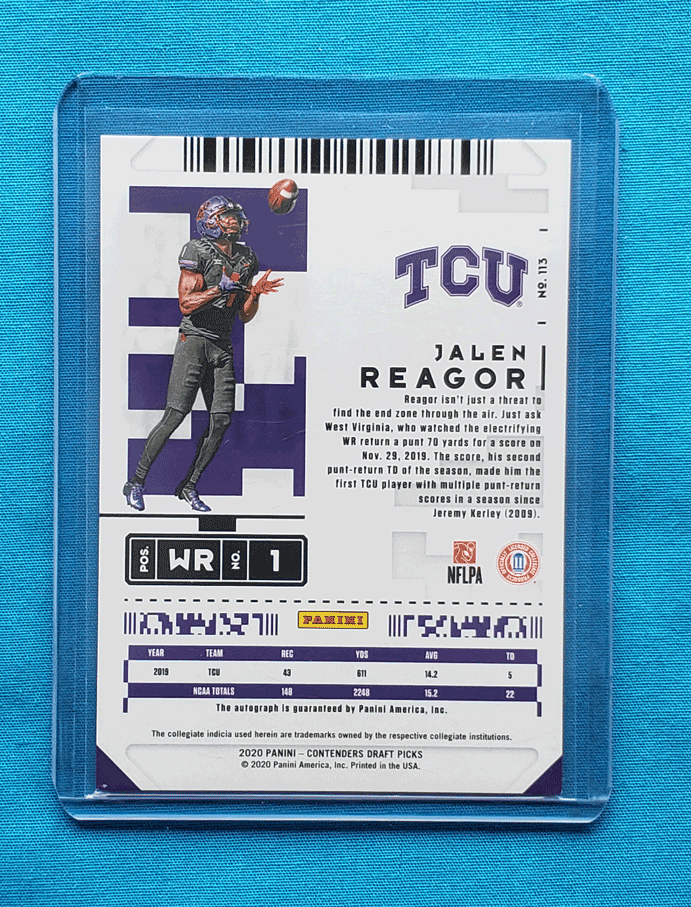 TCU
No. 113
JALEN
REAGOR
Reagor isn't just a threat to
find the end zone through the air. Just ask
West Virginia, who watched the electrifying
WR return a punt 70 yards for a score on
Nov. 29, 2019. The score, his second
punt-return TD of the season, made him the
first TCU player with multiple punt-return
scores in a season since
Jeremy Kerley (2009).
POS. WR NO. 1
NFLPA
OFFICIALLY LICENSED COLLEGIATE PRODUCTS
PANINI
YEAR TEAM REC YDS AVG TD
2019 TCU 43 611 14.2 5
NCAA TOTALS 148 2248 15.2 22
The autograph is guaranteed by Panini America, Inc.
The collegiate indicia used herein are trademarks owned by the respective collegiate institutions.
2020 PANINI – CONTENDERS DRAFT PICKS
© 2020 Panini America, Inc. Printed in the USA.